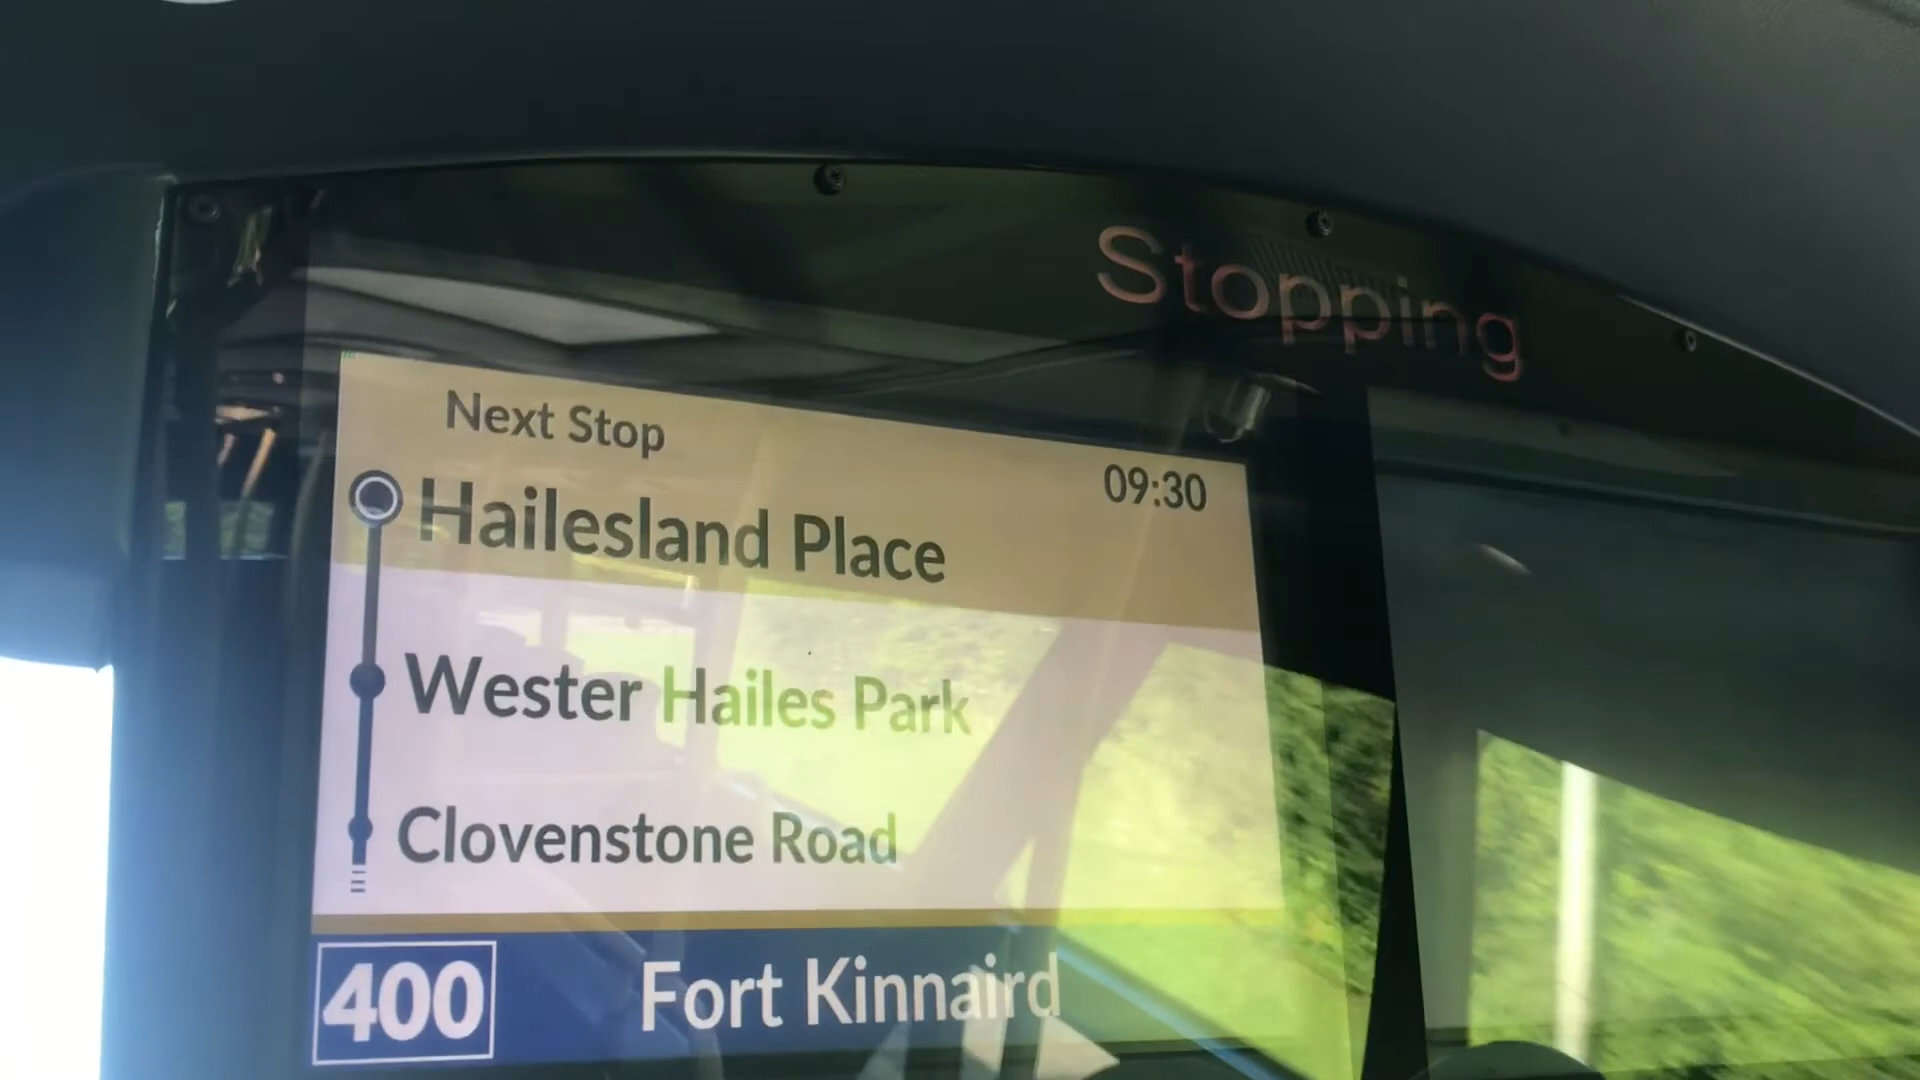 Stopping
Next Stop
09:30
Hailesland Place
Wester Hailes Park
Clovenstone Road
400 Fort Kinnaird